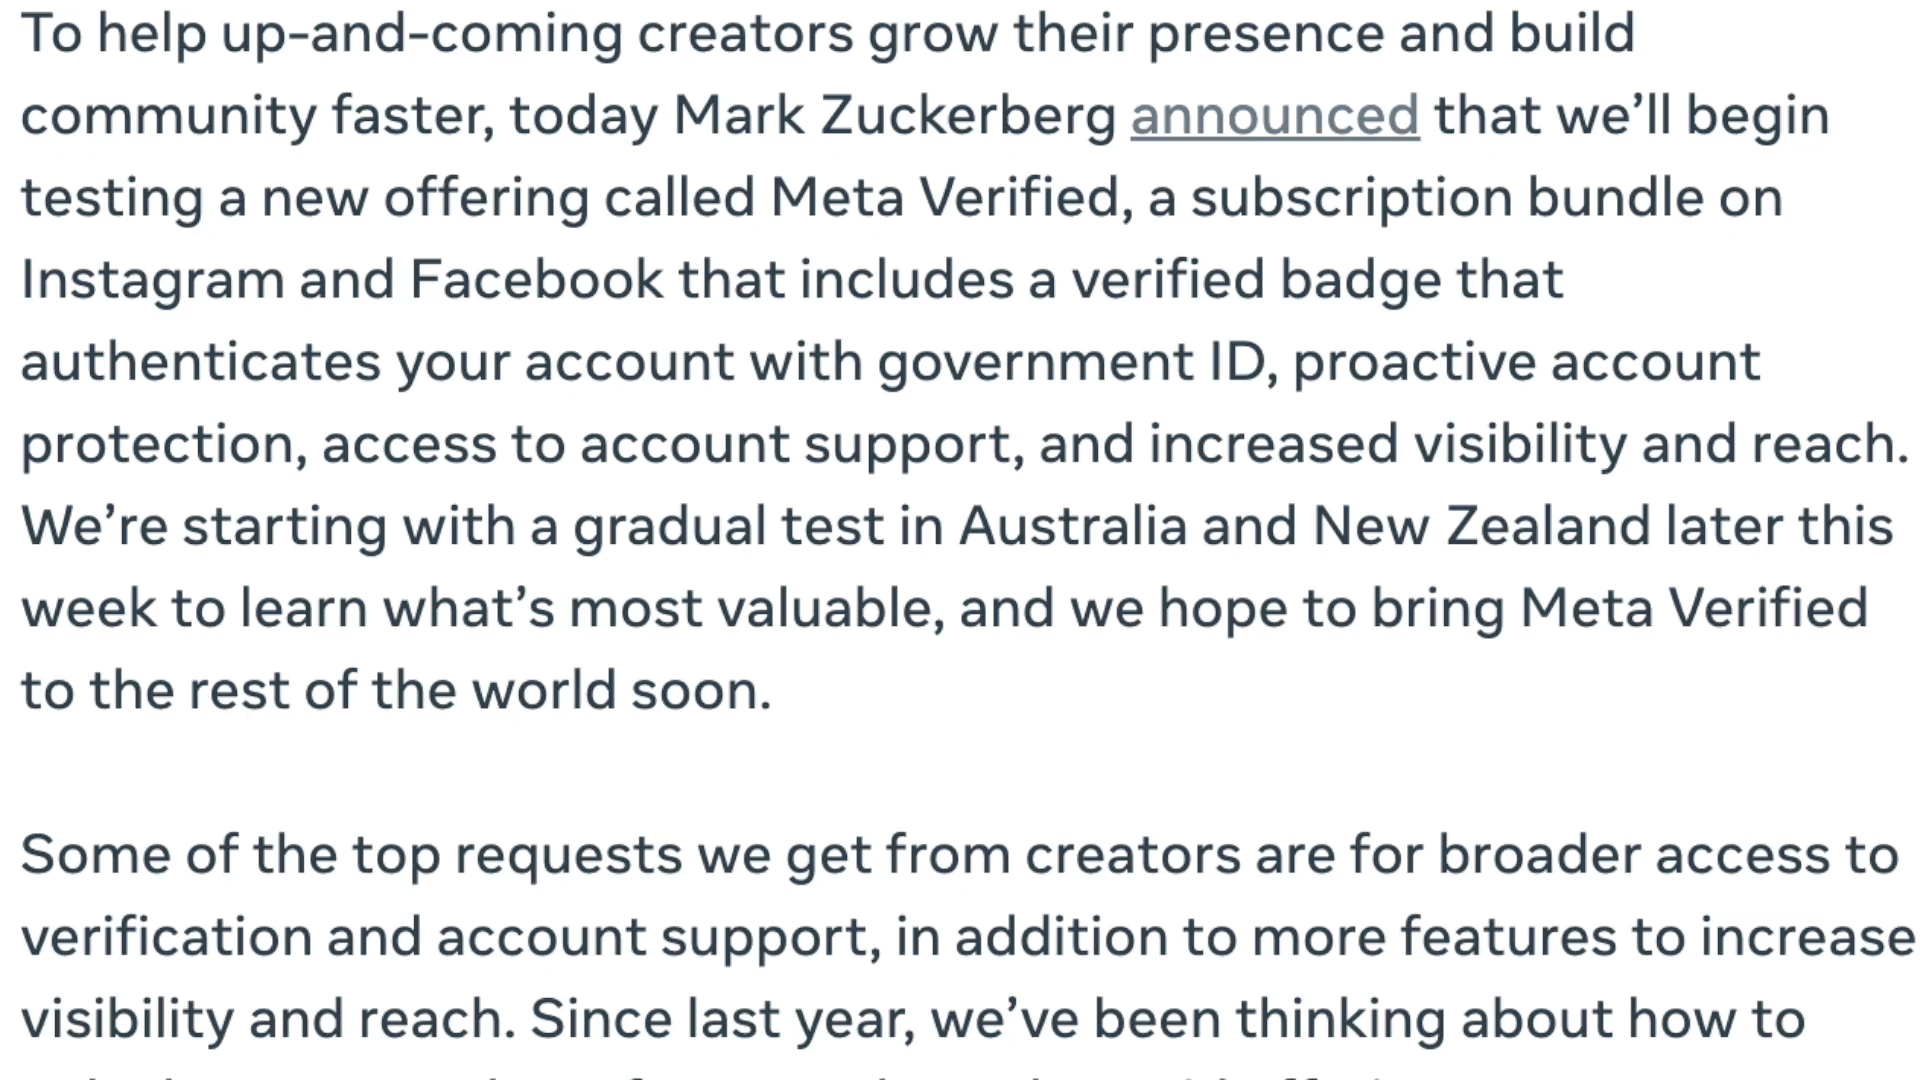 To help up-and-coming creators grow their presence and build
community faster, today Mark Zuckerberg announced that we’ll begin
testing a new offering called Meta Verified, a subscription bundle on
Instagram and Facebook that includes a verified badge that
authenticates your account with government ID, proactive account
protection, access to account support, and increased visibility and reach.
We’re starting with a gradual test in Australia and New Zealand later this
week to learn what’s most valuable, and we hope to bring Meta Verified
to the rest of the world soon.
Some of the top requests we get from creators are for broader access to
verification and account support, in addition to more features to increase
visibility and reach. Since last year, we’ve been thinking about how to